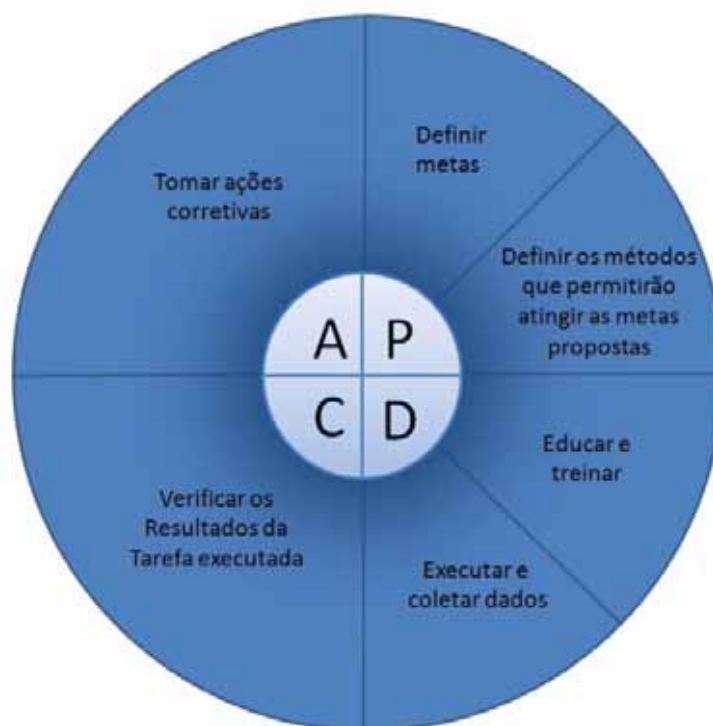 Definir
metas
Definir os métodos
que permitirão
atingir as metas
propostas
Educar e
treinar
Executar e
coletar dados
Verificar os
Resultados da
Tarefa executada
Tomar ações
corretivas
A P
C D